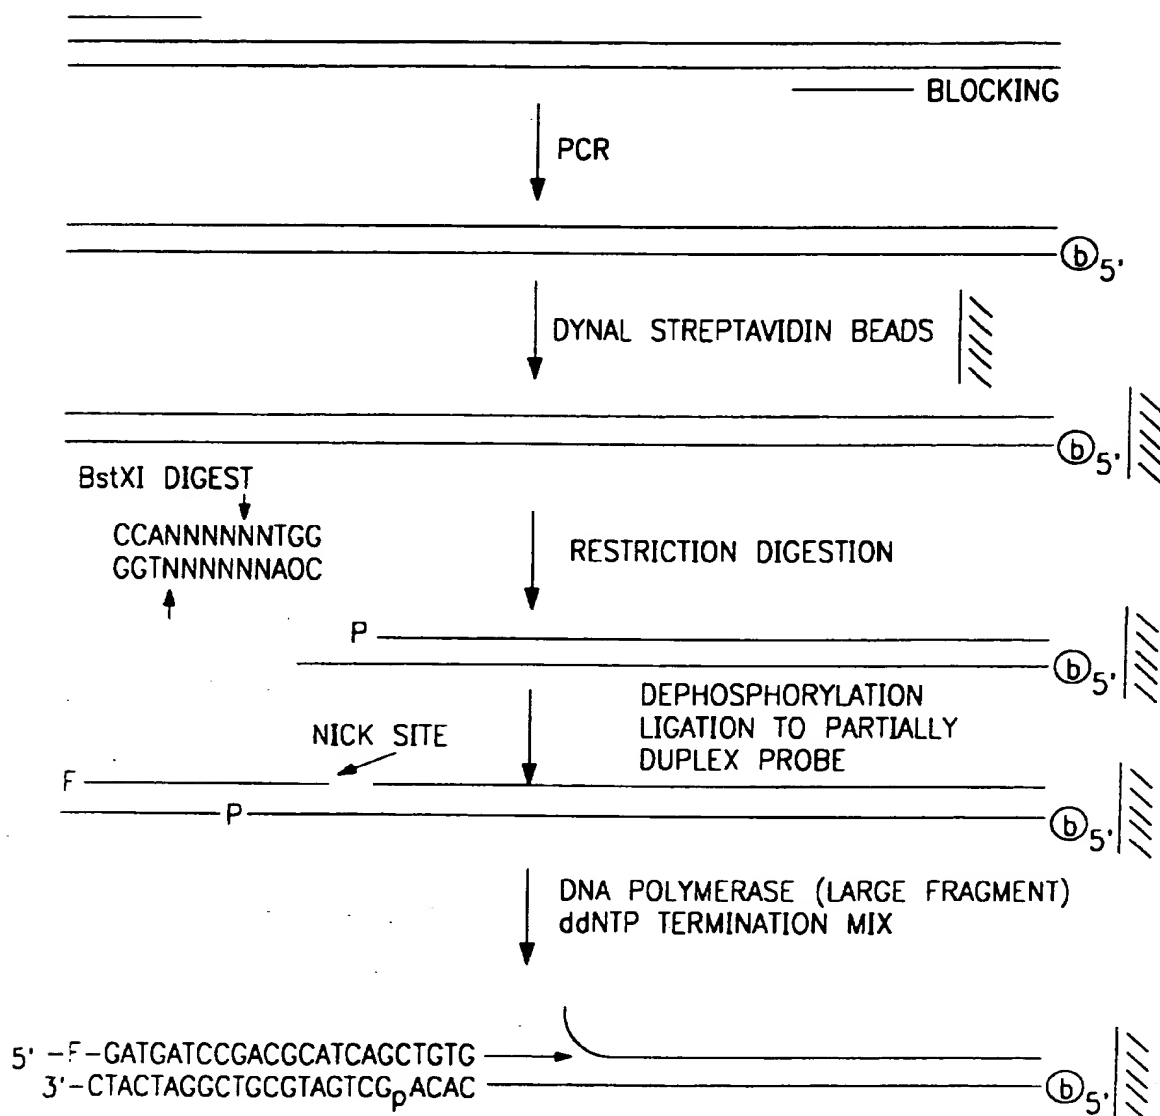 BLOCKING
PCR
b 5'
DYNAL STREPTAVIDIN BEADS
b 5'
BstXI DIGEST
CCANNNNNNTGG
GGTNNNNNNAOC
RESTRICTION DIGESTION
P
b 5'
DEPHOSPHORYLATION
LIGATION TO PARTIALLY
DUPLEX PROBE
NICK SITE
F
P
b 5'
DNA POLYMERASE (LARGE FRAGMENT)
ddNTP TERMINATION MIX
5' -F-GATGATCCGACGCATCAGCTGTG
3'-CTACTAGGCTGCGTAGTCGpACAC
b 5'